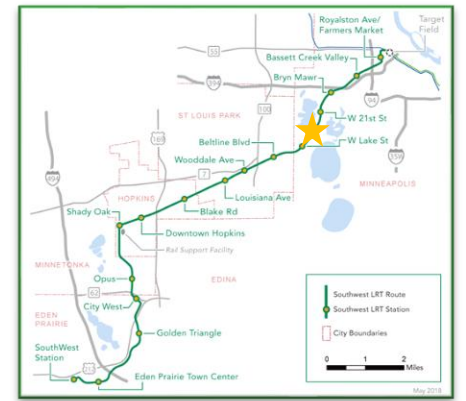 Royalston Ave/
Farmers Market
Target
Field
55
Bassett Creek Valley
394
Bryn Mawr
94
ST LOUIS PARK
100
W 21st St
169
Beltline Blvd
W Lake St
Wooddale Ave
7
35W
494
MINNEAPOLIS
HOPKINS
Louisiana Ave
Shady Oak
Blake Rd
Downtown Hopkins
Rail Support Facility
MINNETONKA
EDINA
Opus
62
City West
EDEN
PRAIRIE
Golden Triangle
SouthWest
Station
212
Eden Prairie Town Center
Southwest LRT Route
Southwest LRT Station
City Boundaries
0 1 2
Miles
May 2018